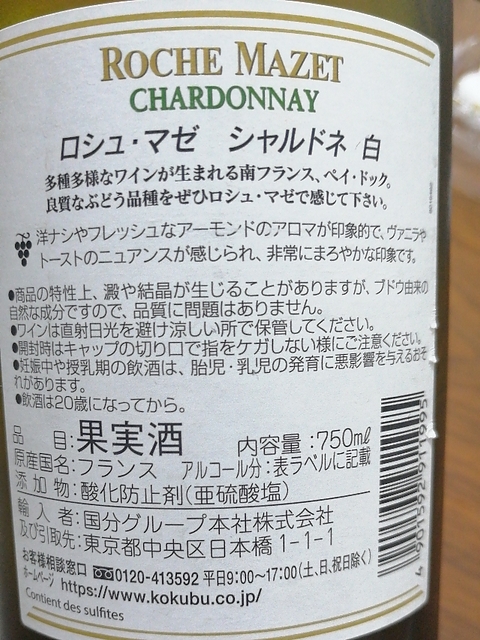 ROCHE MAZET
CHARDONNAY
ロシュ・マゼ シャルドネ 白
多種多様なワインが生まれる南フランス、ペイ・ドック。
良質なぶどう品種をぜひロシュ・マゼで感じて下さい。
洋ナシやフレッシュなアーモンドのアロマが印象的で、ヴァニラや
トーストのニュアンスが感じられ、非常にまろやかな印象です。
●商品の特性上、澱や結晶が生じることがありますが、ブドウ由来の
自然な成分ですので、品質に問題はありません。
●ワインは直射日光を避け涼しい所で保管してください。
●開封時はキャップの切り口で指をケガしない様にご注意ください。
●妊娠中や授乳期の飲酒は、胎児・乳児の発育に悪影響を与えるおそ
れがあります。
●飲酒は20歳になってから。
品 目:果実酒 内容量:750mℓ
原産国名:フランス アルコール分:表ラベルに記載
添加物:酸化防止剤(亜硫酸塩)
輸入者:国分グループ本社株式会社
及び引取先:東京都中央区日本橋1-1-1
お客様相談窓口 0120-413592 平日9:00〜17:00(土、日、祝日除く)
ホームページ https://www.kokubu.co.jp/
Contient des sulfites
4 901592 911995